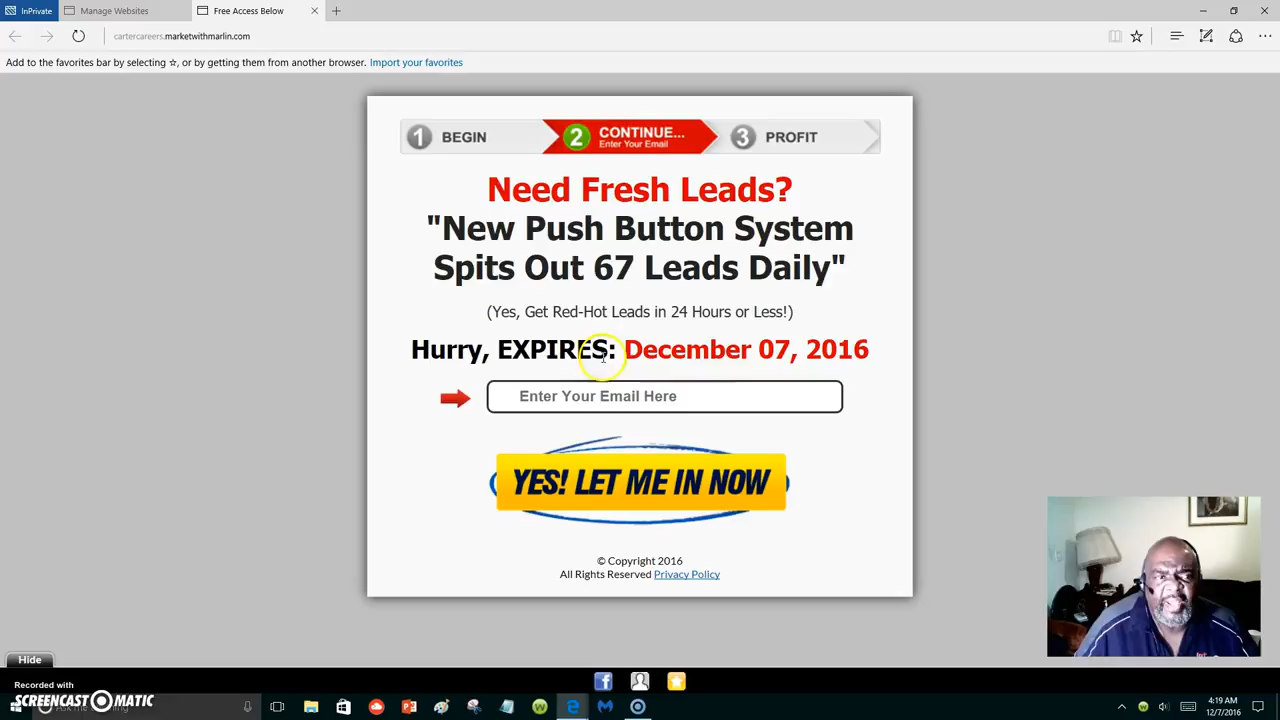 InPrivate
Manage Websites
Free Access Below
cartercareers.marketwithmarlin.com
Add to the favorites bar by selecting ☆, or by getting them from another browser. Import your favorites
1 BEGIN
2 CONTINUE...
Enter Your Email
3 PROFIT
Need Fresh Leads?
"New Push Button System
Spits Out 67 Leads Daily"
(Yes, Get Red-Hot Leads in 24 Hours or Less!)
Hurry, EXPIRES: December 07, 2016
Enter Your Email Here
YES! LET ME IN NOW
© Copyright 2016
All Rights Reserved Privacy Policy
Hide
Recorded with
SCREENCAST-O-MATIC
4:19 AM
12/7/2016